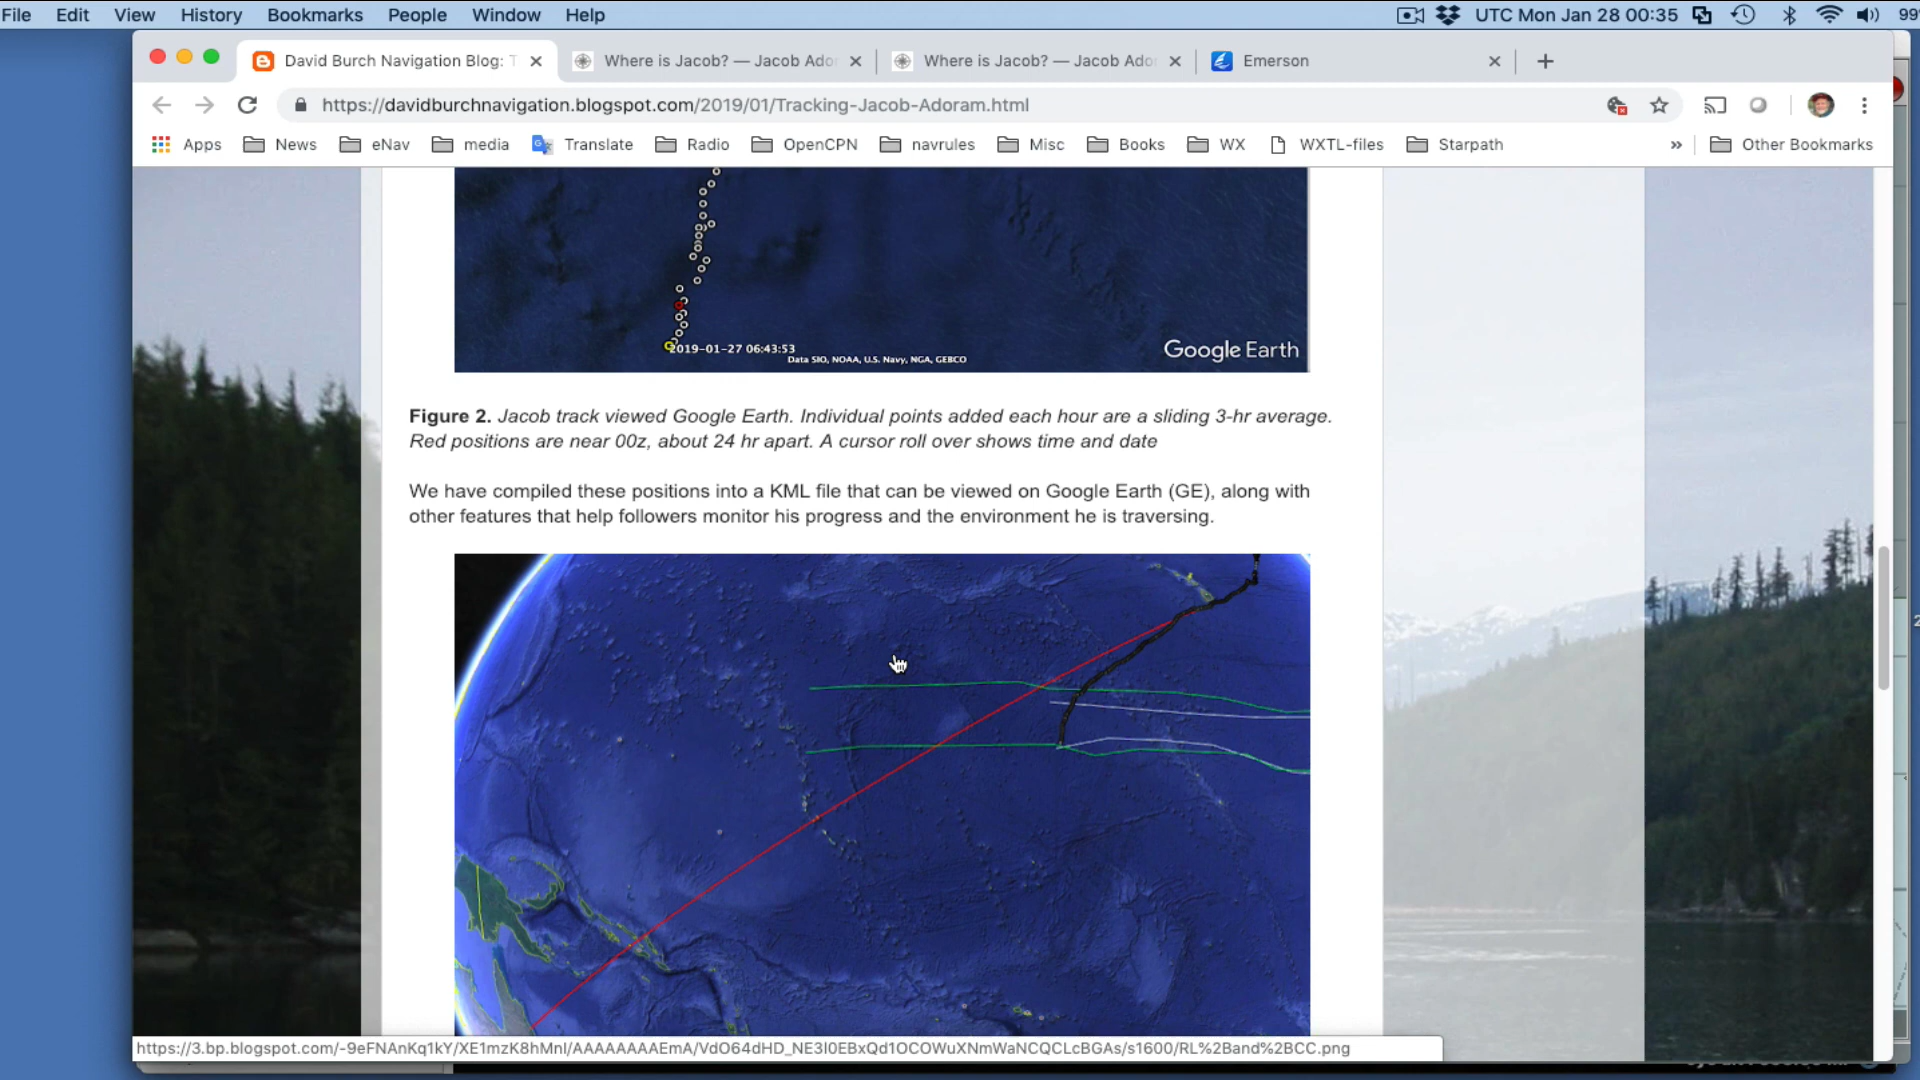 File Edit View History Bookmarks People Window Help UTC Mon Jan 28 00:35 99
David Burch Navigation Blog: T Where is Jacob? — Jacob Ador Where is Jacob? — Jacob Ador Emerson
https://davidburchnavigation.blogspot.com/2019/01/Tracking-Jacob-Adoram.html
Apps News eNav media Translate Radio OpenCPN navrules Misc Books WX WXTL-files Starpath » Other Bookmarks
2019-01-27 06:43:53
Data SIO, NOAA, U.S. Navy, NGA, GEBCO
Google Earth
Figure 2. Jacob track viewed Google Earth. Individual points added each hour are a sliding 3-hr average.
Red positions are near 00z, about 24 hr apart. A cursor roll over shows time and date
We have compiled these positions into a KML file that can be viewed on Google Earth (GE), along with
other features that help followers monitor his progress and the environment he is traversing.
https://3.bp.blogspot.com/-9eFNAnKq1kY/XE1mzK8hMnI/AAAAAAAAEmA/VdO64dHD_NE3I0EBxQd1OCOWuXNmWaNCQCLcBGAs/s1600/RL%2Band%2BCC.png